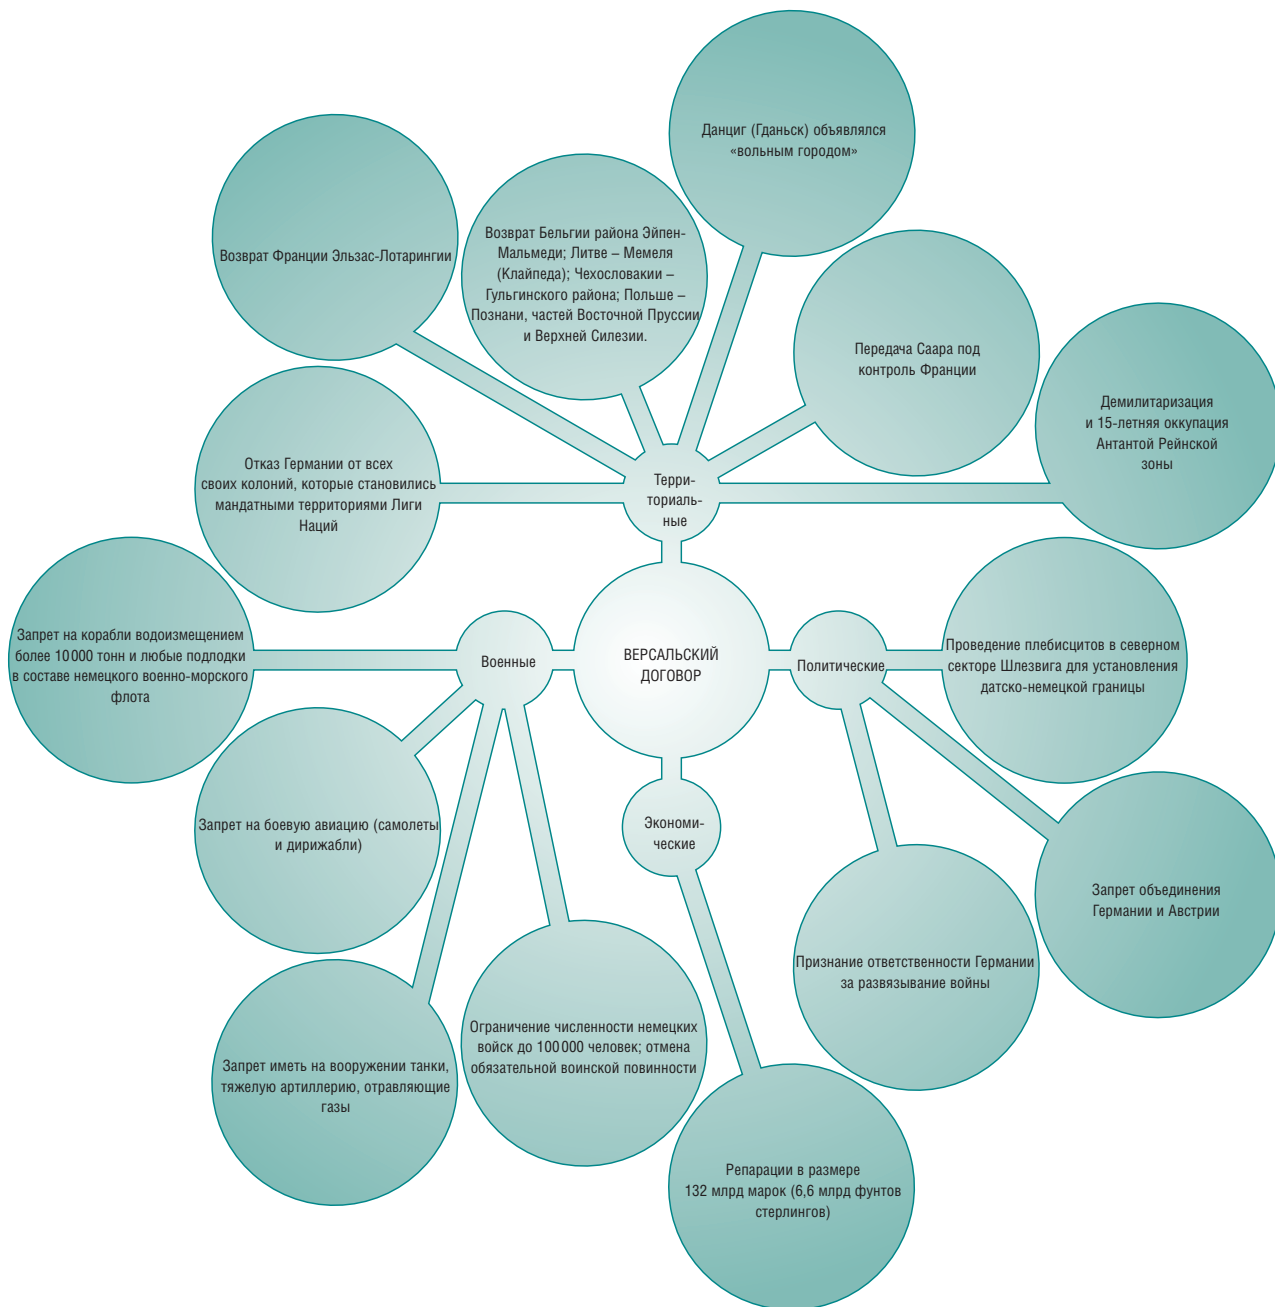 Данциг (Гданьск) объявлялся
«вольным городом»
Возврат Франции Эльзас-Лотарингии
Возврат Бельгии района Эйпен-
Мальмеди; Литве – Мемеля
(Клайпеда); Чехословакии –
Гульгинского района; Польше –
Познани, частей Восточной Пруссии
и Верхней Силезии.
Передача Саара под
контроль Франции
Демилитаризация
и 15-летняя оккупация
Антантой Рейнской
зоны
Отказ Германии от всех
своих колоний, которые становились
мандатными территориями Лиги
Наций
Терри-
ториаль-
ные
Запрет на корабли водоизмещением
более 10 000 тонн и любые подлодки
в составе немецкого военно-морского
флота
Военные
ВЕРСАЛЬСКИЙ
ДОГОВОР
Политические
Проведение плебисцитов в северном
секторе Шлезвига для установления
датско-немецкой границы
Запрет на боевую авиацию (самолеты
и дирижабли)
Экономи-
ческие
Запрет объединения
Германии и Австрии
Признание ответственности Германии
за развязывание войны
Запрет иметь на вооружении танки,
тяжелую артиллерию, отравляющие
газы
Ограничение численности немецких
войск до 100 000 человек; отмена
обязательной воинской повинности
Репарации в размере
132 млрд марок (6,6 млрд фунтов
стерлингов)